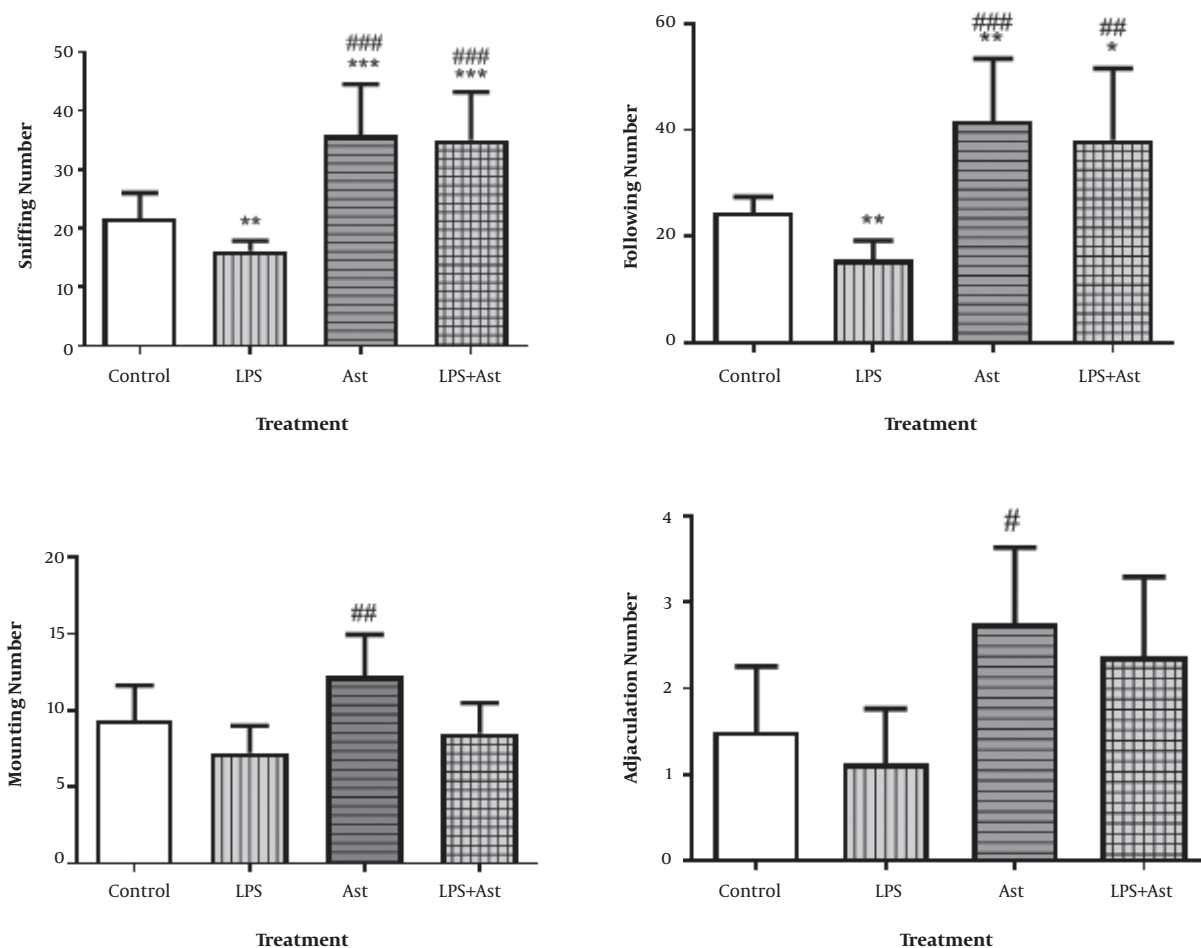 Sniffing Number
50
40
30
20
10
0
###
***
###
***
**
Control LPS Ast LPS+Ast
Treatment
Following Number
60
40
20
0
###
**
##
*
**
Control LPS Ast LPS+Ast
Treatment
Mounting Number
20
15
10
5
0
##
Control LPS Ast LPS+Ast
Treatment
Adjaculation Number
4
3
2
1
0
#
Control LPS Ast LPS+Ast
Treatment